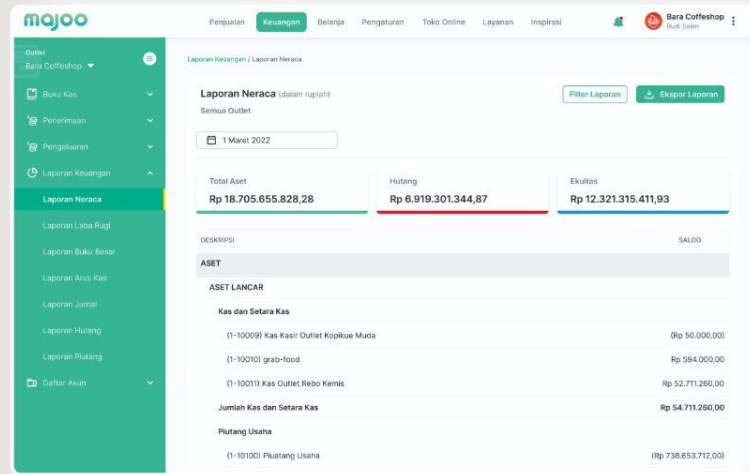 majoo
Penjualan Keuangan Belanja Pengaturan Toko Online Layanan Inspirasi
Bara Coffeshop
Rudi Salim
Outlet
Bara Coffeshop
Buku Kas
Penerimaan
Pengeluaran
Laporan Keuangan
Laporan Neraca
Laporan Laba Rugi
Laporan Buku Besar
Laporan Arus Kas
Laporan Jurnal
Laporan Hutang
Laporan Piutang
Daftar Akun
Laporan Keuangan / Laporan Neraca
Laporan Neraca (dalam rupiah)
Semua Outlet
Filter Laporan
Ekspor Laporan
1 Maret 2022
Total Aset
Rp 18.705.655.828,28
Hutang
Rp 6.919.301.344,87
Ekuitas
Rp 12.321.315.411,93
DESKRIPSI SALDO
ASET
ASET LANCAR
Kas dan Setara Kas
(1-10009) Kas Kasir Outlet Kopikue Muda (Rp 50.000,00)
(1-10010) grab-food Rp 594.000,00
(1-10011) Kas Outlet Rebo Kemis Rp 52.711.260,00
Jumlah Kas dan Setara Kas Rp 54.711.260,00
Piutang Usaha
(1-10100) Piuatang Usaha (Rp 738.653.712,00)